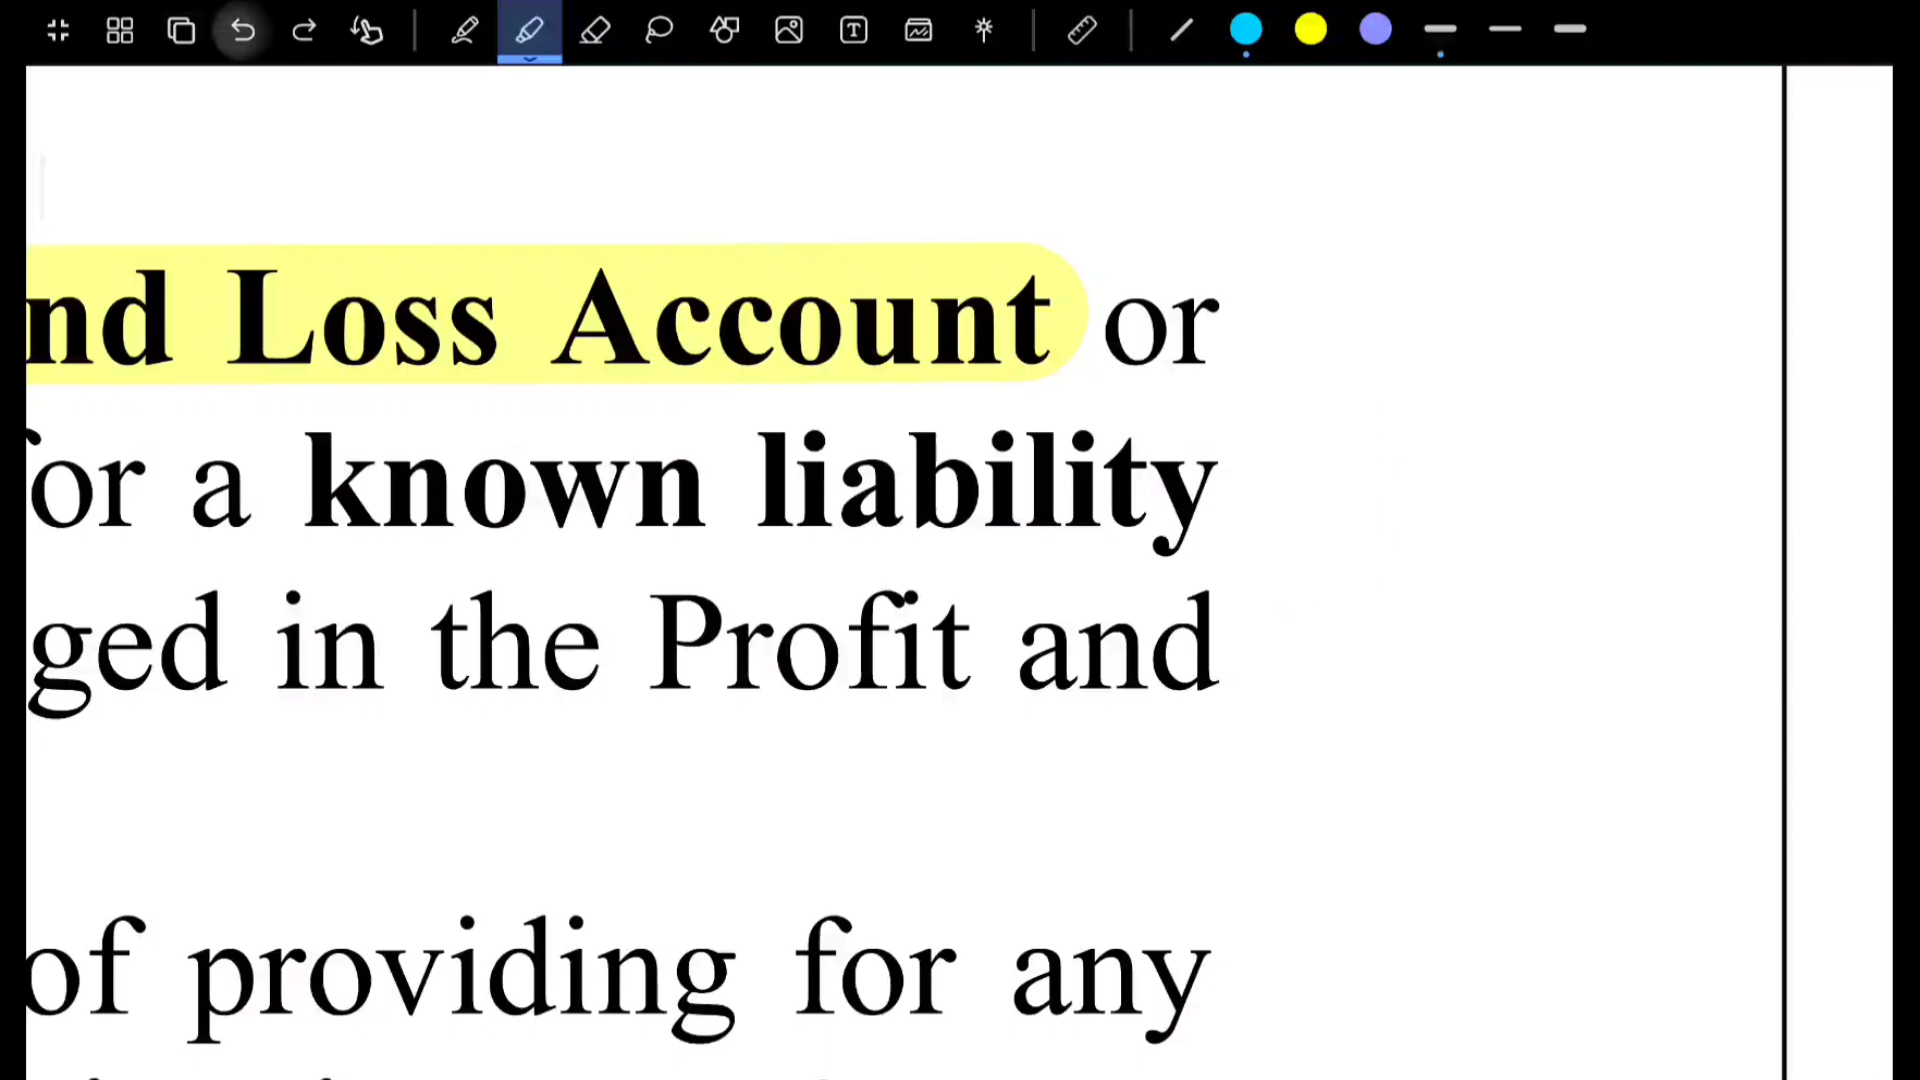 nd Loss Account or
or a known liability
ged in the Profit and
of providing for any